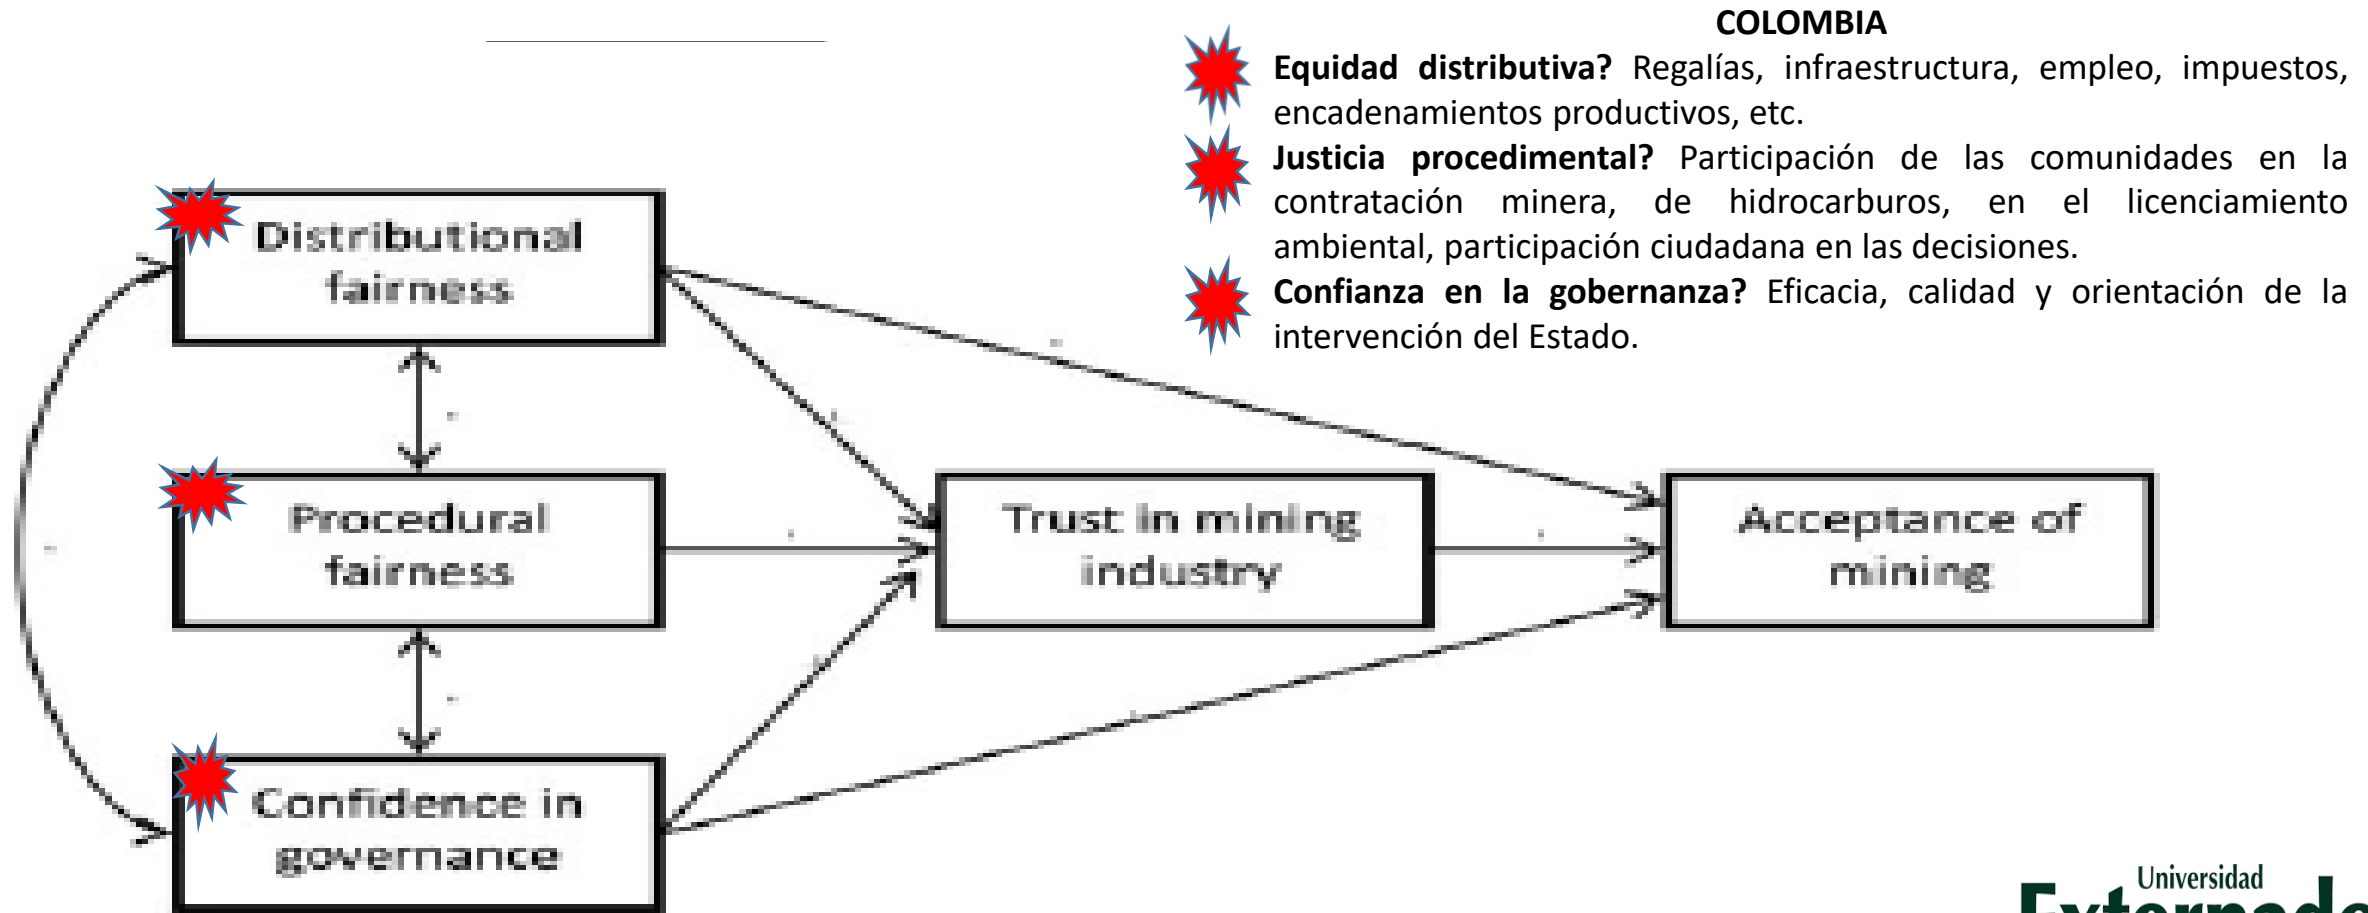 COLOMBIA
Equidad distributiva? Regalías, infraestructura, empleo, impuestos,
encadenamientos productivos, etc.
Justicia procedimental? Participación de las comunidades en la
contratación minera, de hidrocarburos, en el licenciamiento
ambiental, participación ciudadana en las decisiones.
Confianza en la gobernanza? Eficacia, calidad y orientación de la
intervención del Estado.
Distributional
fairness
Procedural
fairness
Trust in mining
industry
Acceptance of
mining
Confidence in
governance
Universidad
Externado